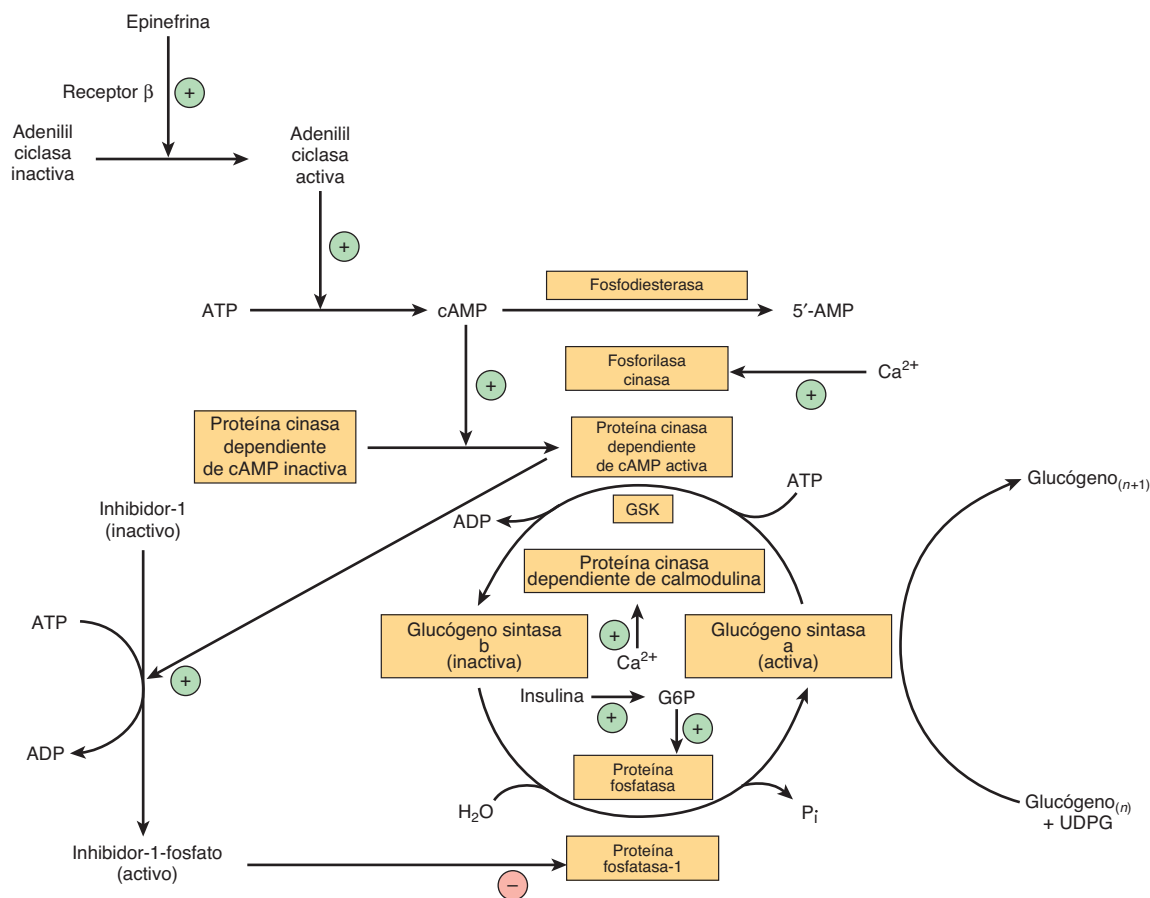 Epinefrina
Receptor β
+
Adenilil
ciclasa
inactiva
Adenilil
ciclasa
activa
+
ATP
cAMP
Fosfodiesterasa
5′-AMP
Fosforilasa
cinasa
+
Ca²⁺
+
Proteína cinasa
dependiente
de cAMP inactiva
Proteína cinasa
dependiente
de cAMP activa
ATP
ADP
GSK
Glucógeno(n+1)
Inhibidor-1
(inactivo)
Proteína cinasa
dependiente de calmodulina
ATP
+
Glucógeno sintasa
b
(inactiva)
+
Ca²⁺
Glucógeno sintasa
a
(activa)
Insulina
+
G6P
+
ADP
Proteína
fosfatasa
H₂O
Pi
Glucógeno(n)
+ UDPG
Inhibidor-1-fosfato
(activo)
−
Proteína
fosfatasa-1